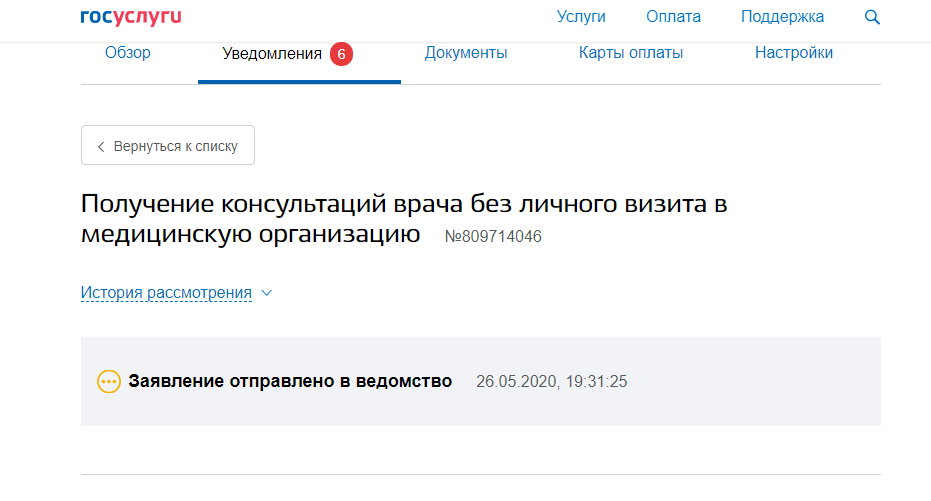 госуслуги
Услуги Оплата Поддержка
Обзор Уведомления 6 Документы Карты оплаты Настройки
Вернуться к списку
Получение консультаций врача без личного визита в
медицинскую организацию №809714046
История рассмотрения
Заявление отправлено в ведомство 26.05.2020, 19:31:25